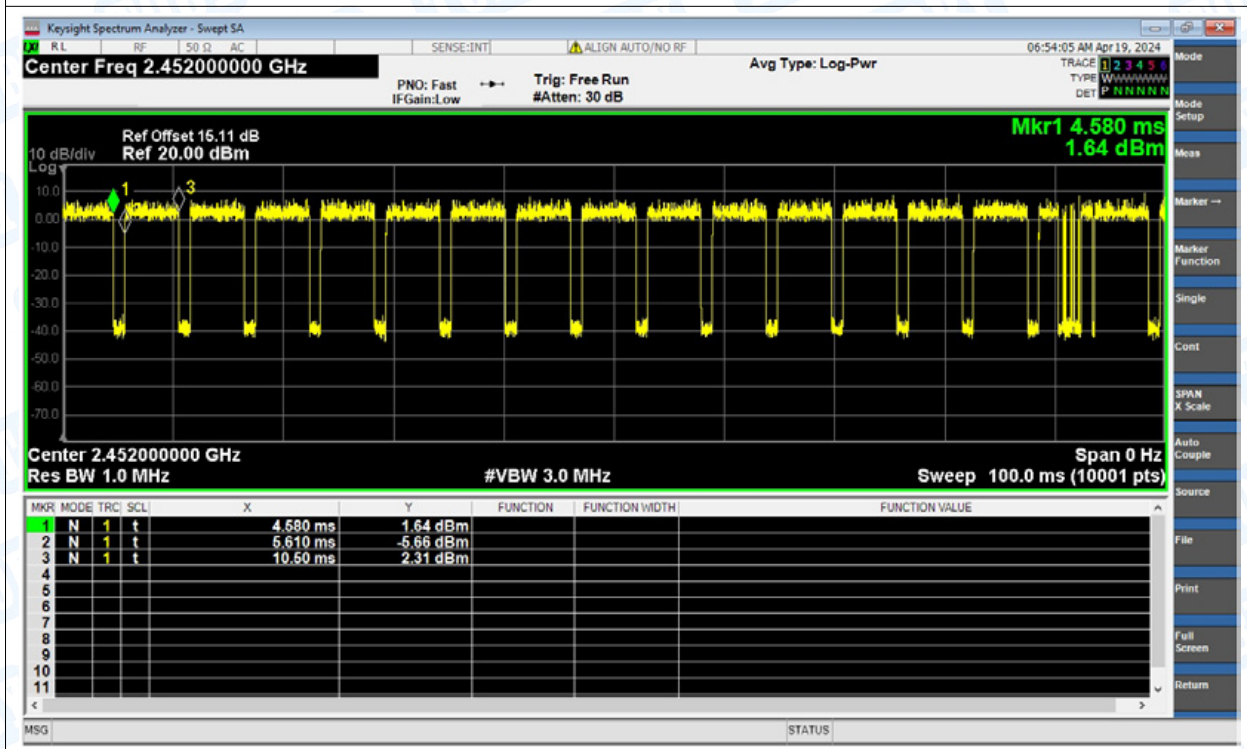 Keysight Spectrum Analyzer - Swept SA
RL RF 50 Ω AC SENSE:INT ALIGN AUTO/NO RF 06:54:05 AM Apr 19, 2024
Center Freq 2.452000000 GHz
PNO: Fast
IFGain:Low
Trig: Free Run
#Atten: 30 dB
Avg Type: Log-Pwr
TRACE 1 2 3 4 5 6
TYPE WWWWWW
DET P N N N N N
Ref Offset 15.11 dB
10 dB/div Ref 20.00 dBm
Log
Mkr1 4.580 ms
1.64 dBm
10.0
0.00
-10.0
-20.0
-30.0
-40.0
-50.0
-60.0
-70.0
1
3
Center 2.452000000 GHz
Res BW 1.0 MHz
#VBW 3.0 MHz
Span 0 Hz
Sweep 100.0 ms (10001 pts)
MKR MODE TRC SCL X Y FUNCTION FUNCTION WIDTH FUNCTION VALUE
1 N 1 t 4.580 ms 1.64 dBm
2 N 1 t 5.610 ms -5.66 dBm
3 N 1 t 10.50 ms 2.31 dBm
4
5
6
7
8
9
10
11
MSG
STATUS
Mode
Mode
Setup
Meas
Marker →
Marker
Function
Single
Cont
SPAN
X Scale
Auto
Couple
Source
File
Print
Full
Screen
Return